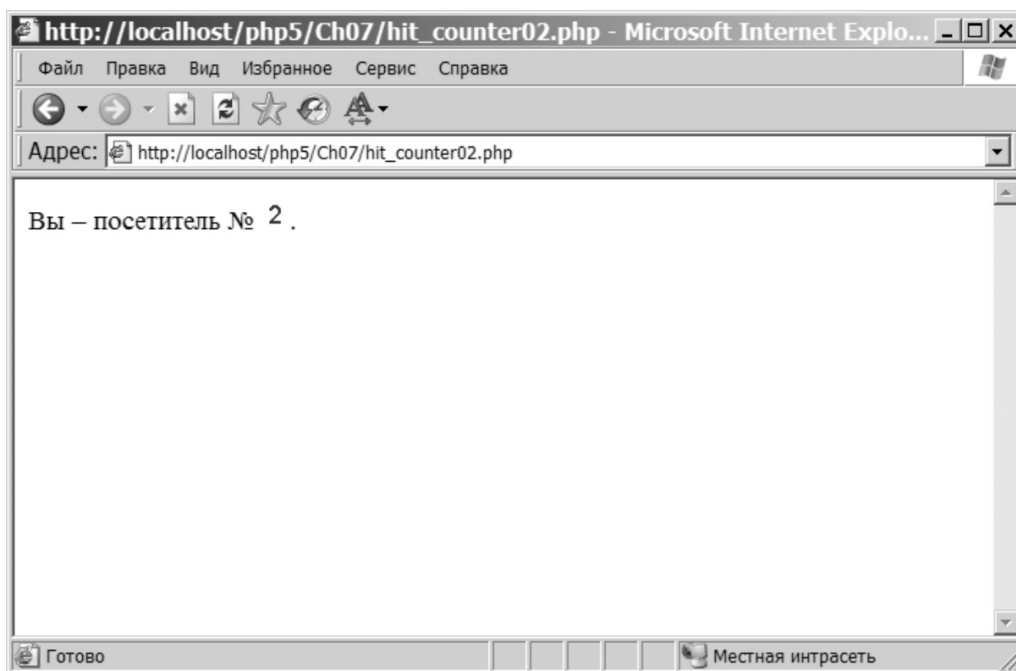 http://localhost/php5/Ch07/hit_counter02.php - Microsoft Internet Explo...
Файл Правка Вид Избранное Сервис Справка
Адрес: http://localhost/php5/Ch07/hit_counter02.php
Вы – посетитель № 2 .
Готово Местная интрасеть